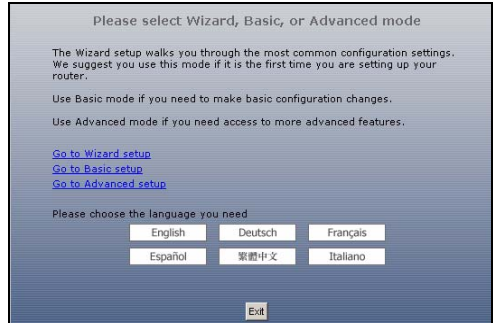 Please select Wizard, Basic, or Advanced mode
The Wizard setup walks you through the most common configuration settings.
We suggest you use this mode if it is the first time you are setting up your
router.
Use Basic mode if you need to make basic configuration changes.
Use Advanced mode if you need access to more advanced features.
Go to Wizard setup
Go to Basic setup
Go to Advanced setup
Please choose the language you need
English Deutsch Français
Español 繁體中文 Italiano
Exit